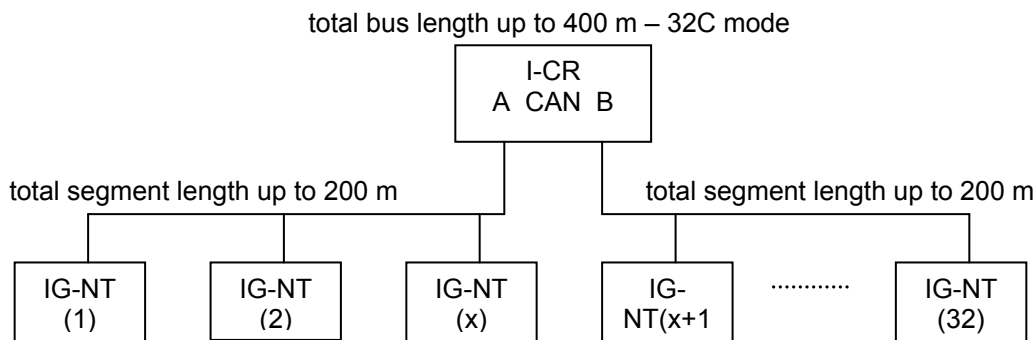 total bus length up to 400 m – 32C mode
I-CR
A CAN B
total segment length up to 200 m
total segment length up to 200 m
IG-NT
(1)
IG-NT
(2)
IG-NT
(x)
IG-
NT(x+1
............
IG-NT
(32)